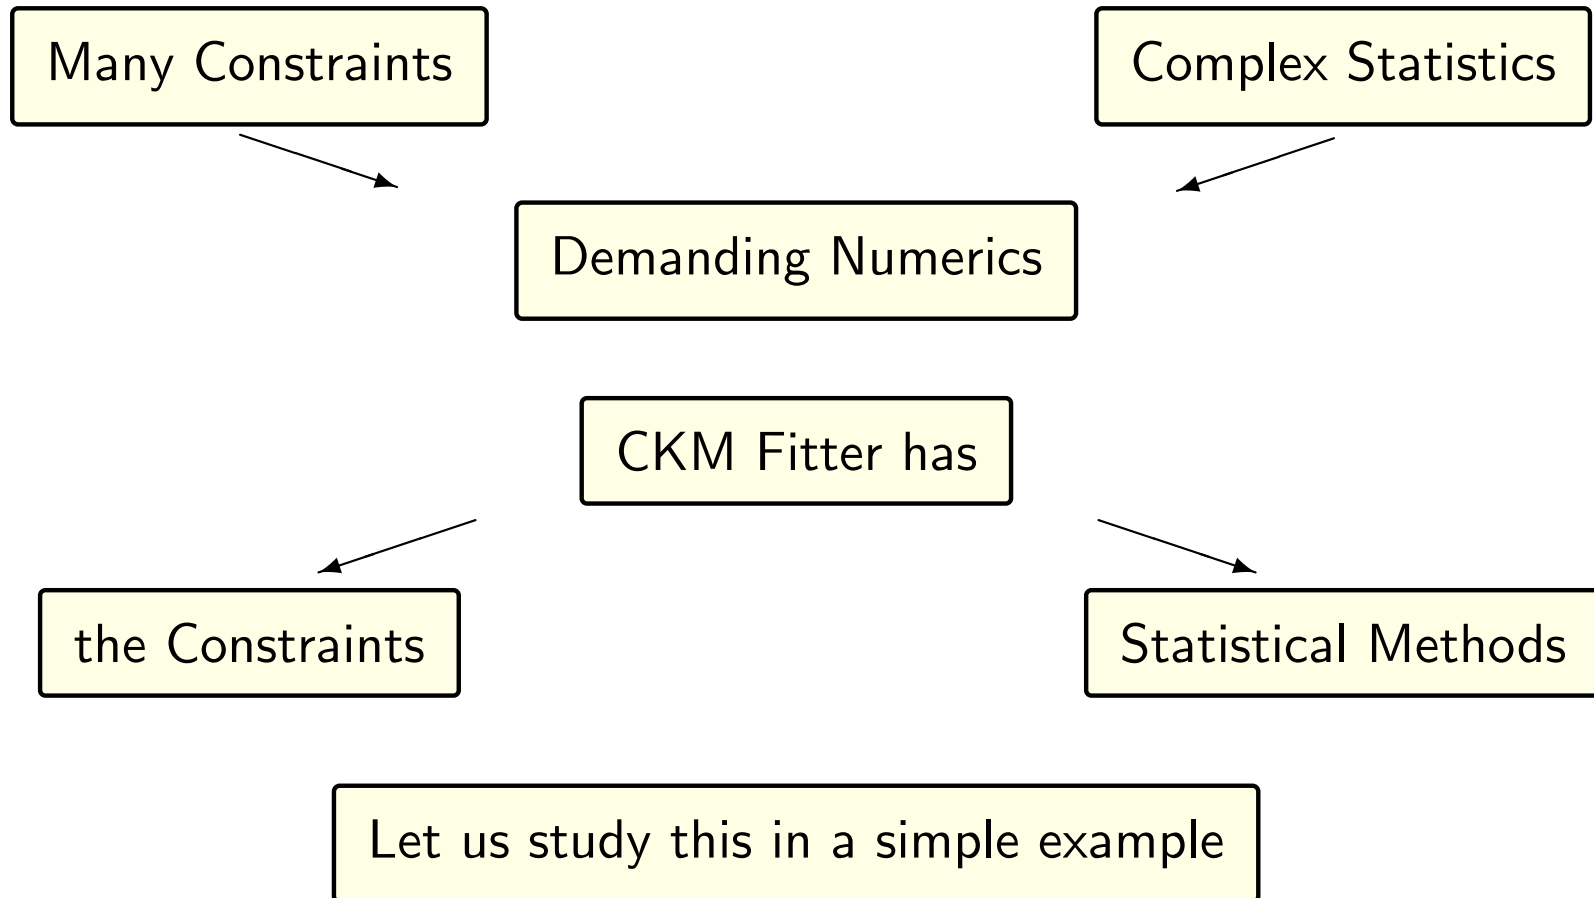 Many Constraints
Complex Statistics
Demanding Numerics
CKM Fitter has
the Constraints
Statistical Methods
Let us study this in a simple example